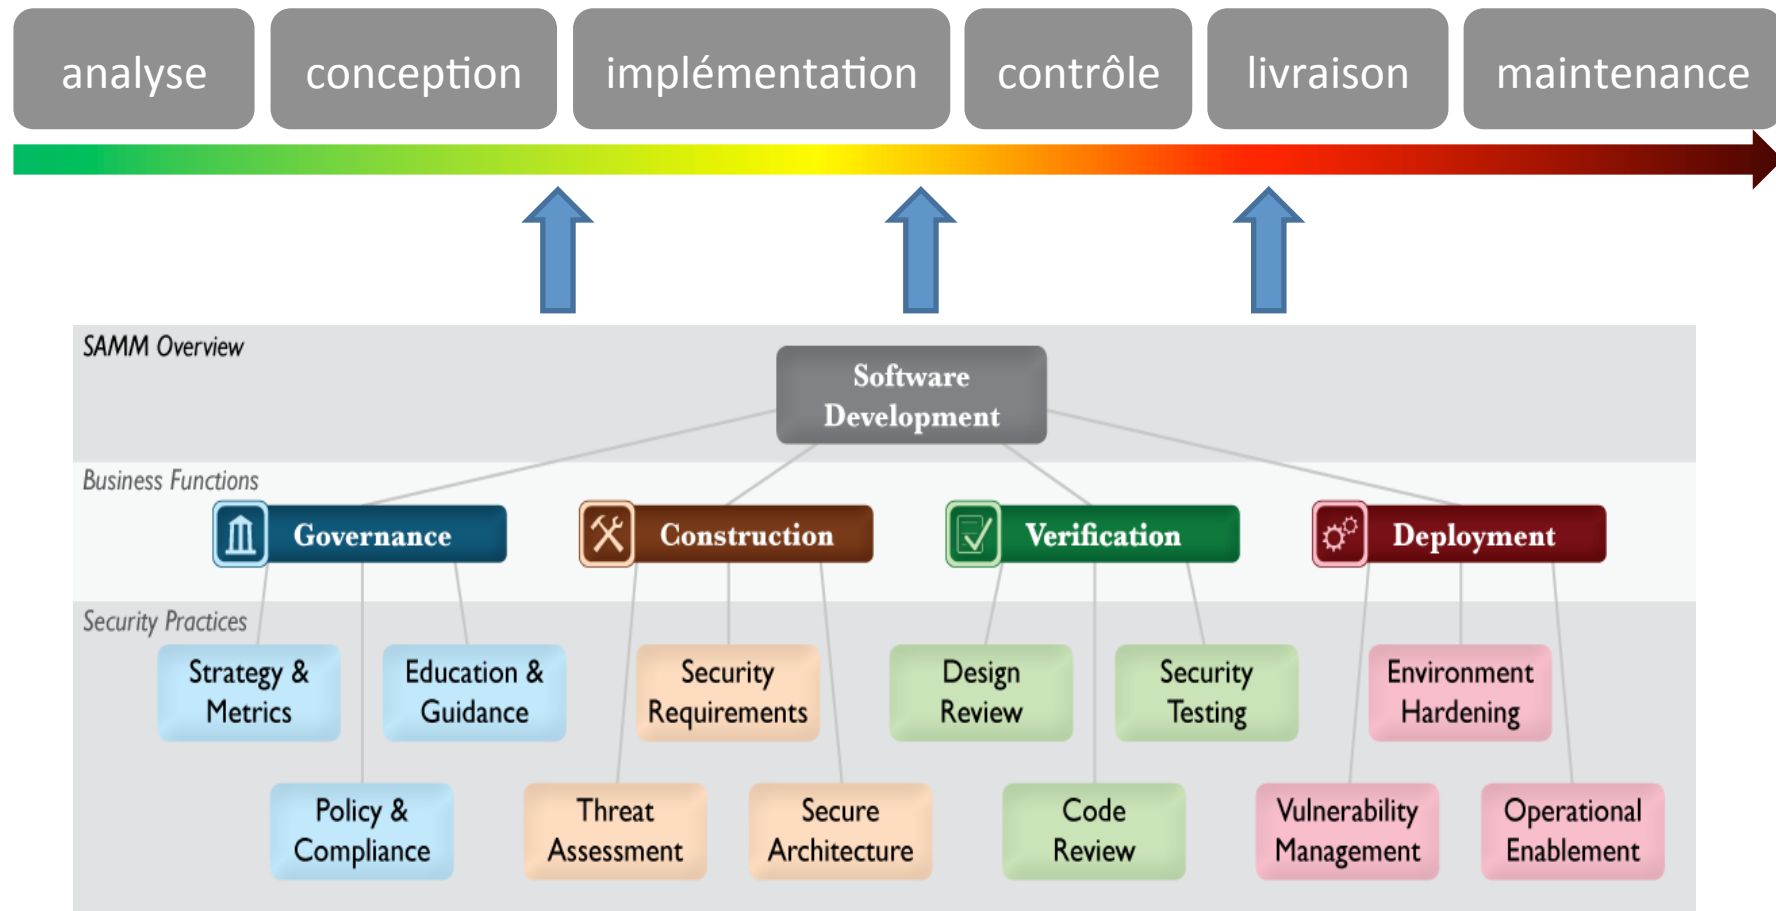 analyse
conception
implémentation
contrôle
livraison
maintenance
SAMM Overview
Software
Development
Business Functions
Governance
Construction
Verification
Deployment
Security Practices
Strategy &
Metrics
Education &
Guidance
Security
Requirements
Design
Review
Security
Testing
Environment
Hardening
Policy &
Compliance
Threat
Assessment
Secure
Architecture
Code
Review
Vulnerability
Management
Operational
Enablement